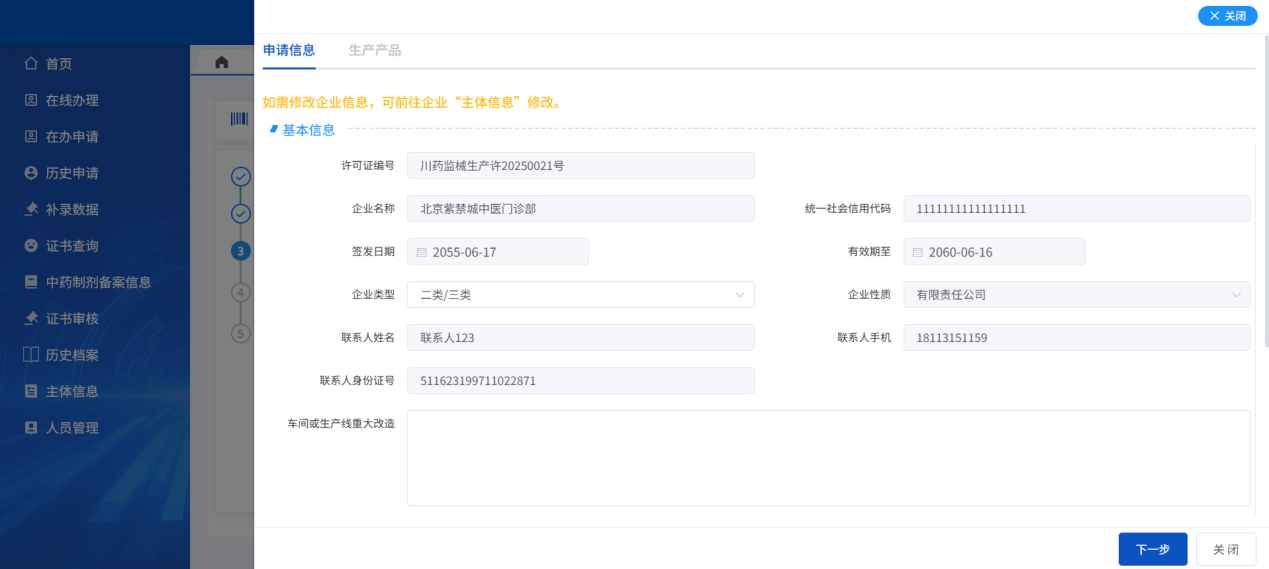 关闭
首页
在线办理
在办申请
历史申请
补录数据
证书查询
中药制剂备案信息
证书审核
历史档案
主体信息
人员管理
3
4
5
申请信息 生产产品
如需修改企业信息，可前往企业“主体信息”修改。
基本信息
许可证编号 川药监械生产许20250021号
企业名称 北京紫禁城中医门诊部 统一社会信用代码 11111111111111111
签发日期 2055-06-17 有效期至 2060-06-16
企业类型 二类/三类 企业性质 有限责任公司
联系人姓名 联系人123 联系人手机 18113151159
联系人身份证号 511623199711022871
车间或生产线重大改造
下一步 关闭